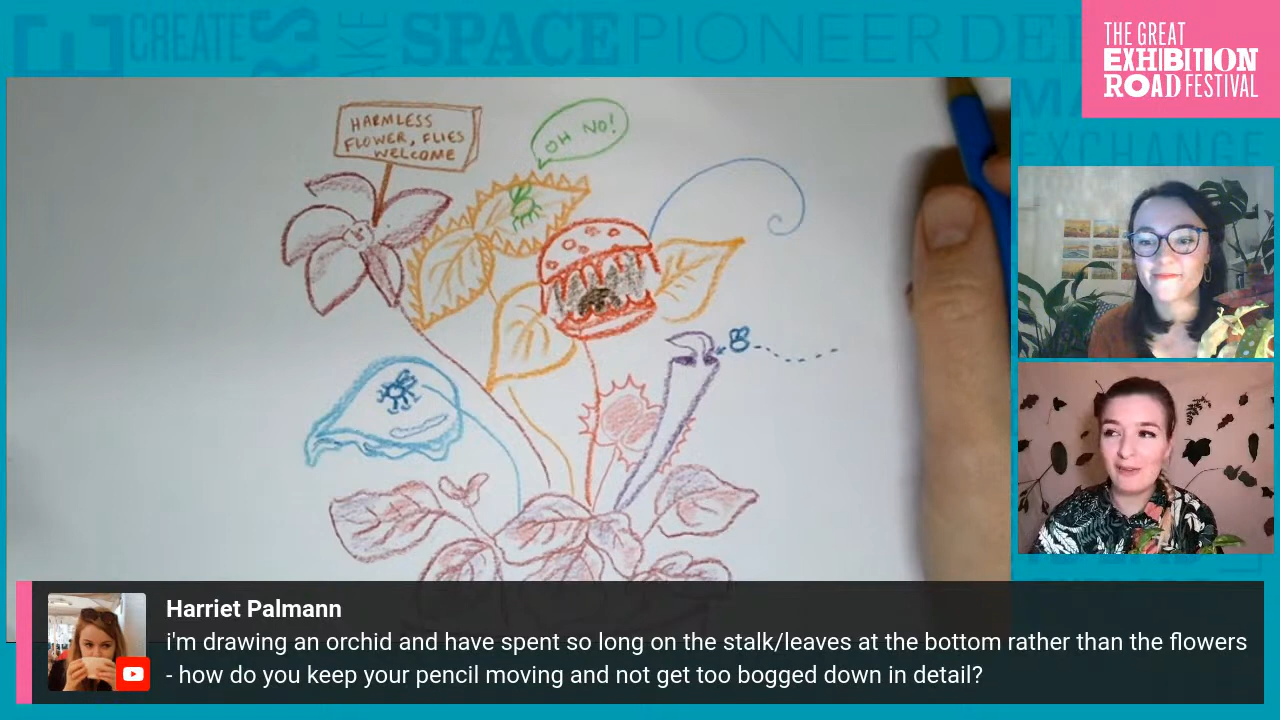 CREATE
SPACE PIONEER
EXCHANGE
THE GREAT
EXHIBITION
ROAD FESTIVAL
HARMLESS
FLOWER, FLIES
WELCOME
OH NO!
Harriet Palmann
i'm drawing an orchid and have spent so long on the stalk/leaves at the bottom rather than the flowers
- how do you keep your pencil moving and not get too bogged down in detail?